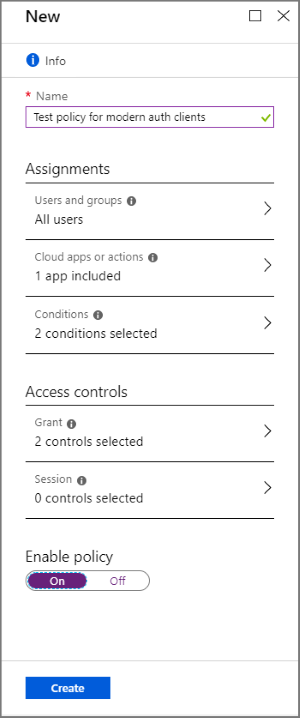 New
Info
* Name
Test policy for modern auth clients
Assignments
Users and groups
All users
Cloud apps or actions
1 app included
Conditions
2 conditions selected
Access controls
Grant
2 controls selected
Session
0 controls selected
Enable policy
On Off
Create